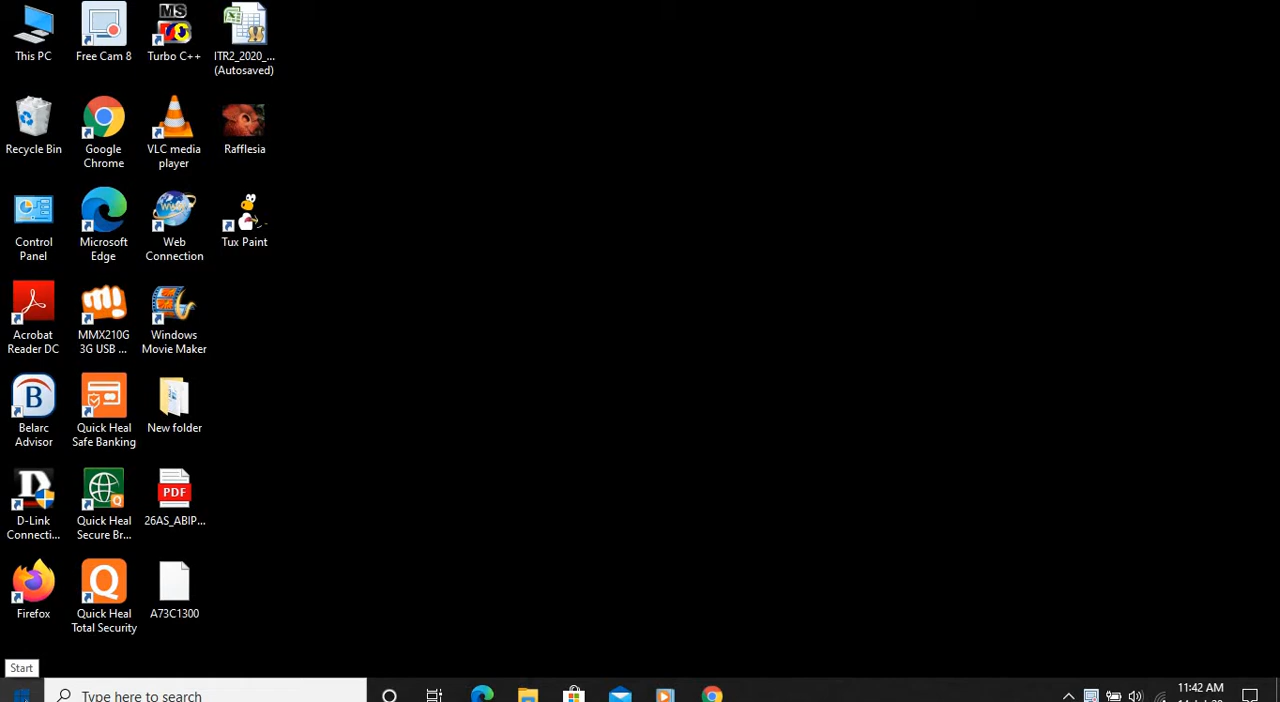 This PC
Free Cam 8
MS
Turbo C++
ITR2_2020_...
(Autosaved)
Recycle Bin
Google
Chrome
VLC media
player
Rafflesia
Control
Panel
Microsoft
Edge
Web
Connection
Tux Paint
Acrobat
Reader DC
MMX210G
3G USB ...
Windows
Movie Maker
B
Belarc
Advisor
Quick Heal
Safe Banking
New folder
D
D-Link
Connecti...
Q
Quick Heal
Secure Br...
PDF
26AS_ABIP...
Firefox
Q
Quick Heal
Total Security
A73C1300
Start
Type here to search
11:42 AM